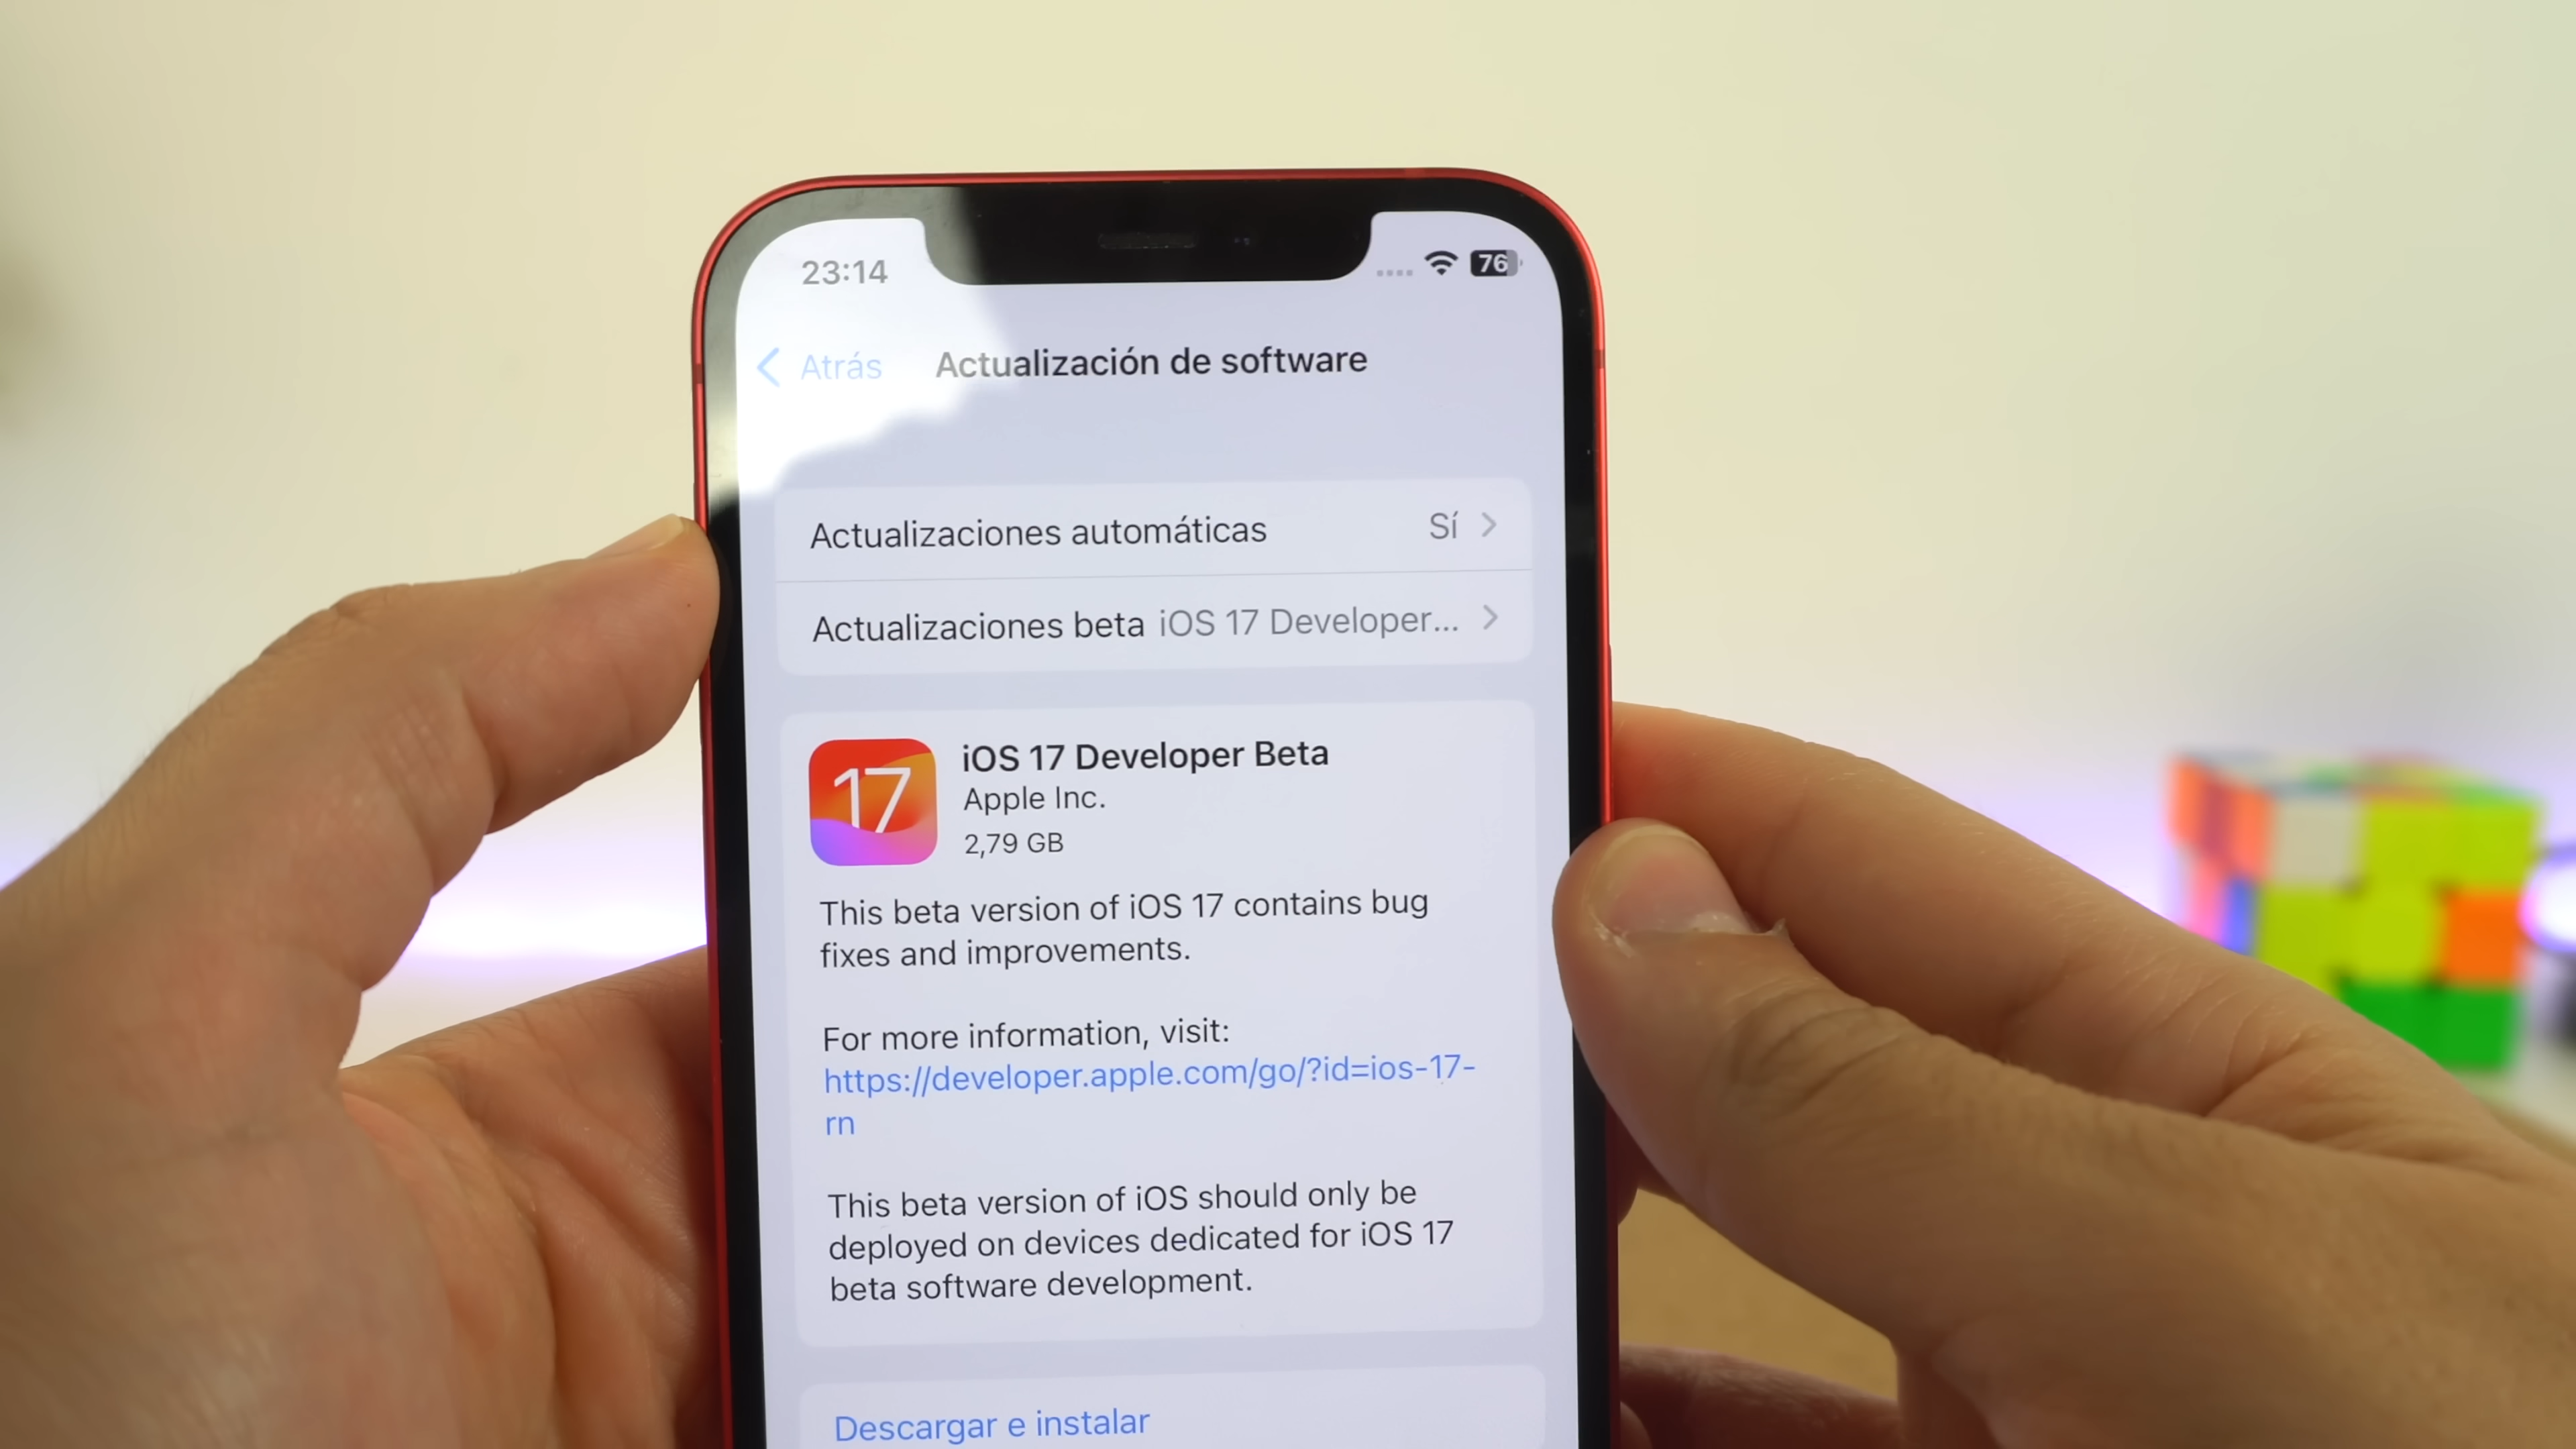 23:14
76
Atrás
Actualización de software
Actualizaciones automáticas Sí
Actualizaciones beta iOS 17 Developer...
17
iOS 17 Developer Beta
Apple Inc.
2,79 GB
This beta version of iOS 17 contains bug
fixes and improvements.
For more information, visit:
https://developer.apple.com/go/?id=ios-17-
rn
This beta version of iOS should only be
deployed on devices dedicated for iOS 17
beta software development.
Descargar e instalar